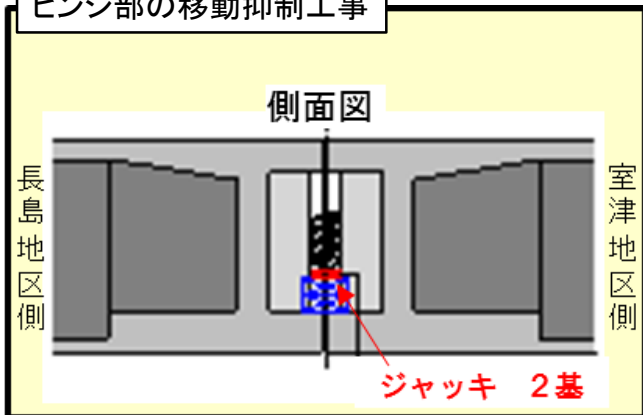 ヒンジ部の移動抑制工事
側面図
長島地区側
室津地区側
ジャッキ　２基